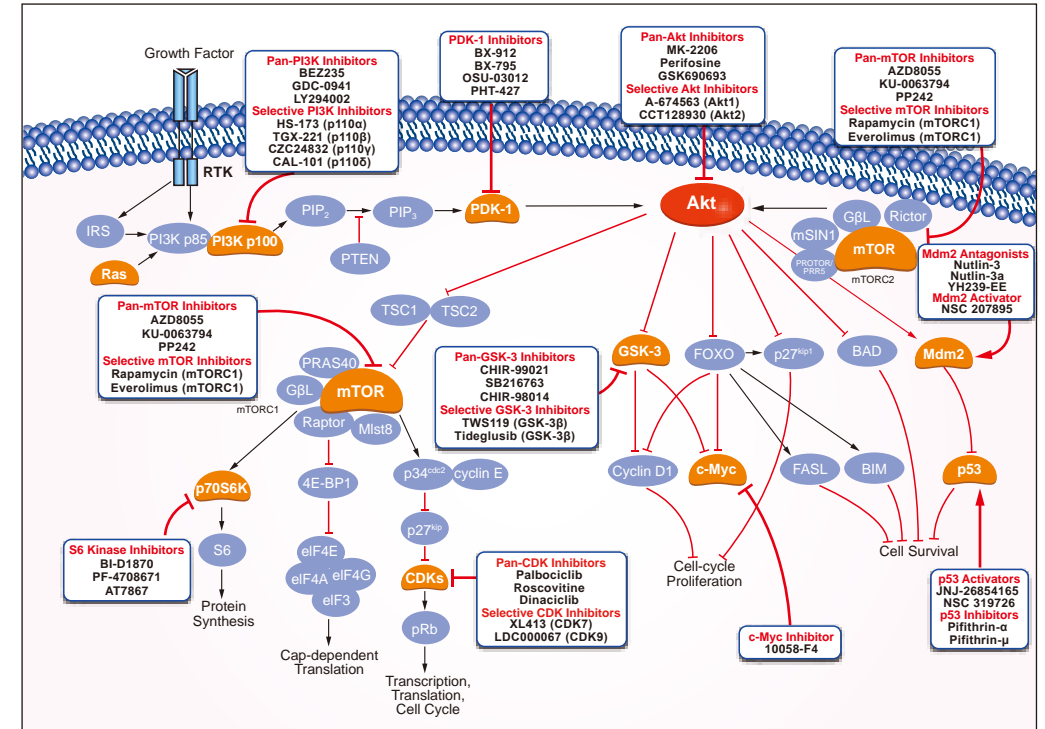 Growth Factor
RTK
Pan-PI3K Inhibitors
BEZ235
GDC-0941
LY294002
Selective PI3K Inhibitors
HS-173 (p110α)
TGX-221 (p110β)
CZC24832 (p110γ)
CAL-101 (p110δ)
PDK-1 Inhibitors
BX-912
BX-795
OSU-03012
PHT-427
Pan-Akt Inhibitors
MK-2206
Perifosine
GSK690693
Selective Akt Inhibitors
A-674563 (Akt1)
CCT128930 (Akt2)
Pan-mTOR Inhibitors
AZD8055
KU-0063794
PP242
Selective mTOR Inhibitors
Rapamycin (mTORC1)
Everolimus (mTORC1)
IRS
PI3K p85
PI3K p100
Ras
PIP2
PIP3
PTEN
PDK-1
Akt
GβL
Rictor
mSIN1
mTOR
PROTOR/
PRR5
mTORC2
Mdm2 Antagonists
Nutlin-3
Nutlin-3a
YH239-EE
Mdm2 Activator
NSC 207895
Pan-mTOR Inhibitors
AZD8055
KU-0063794
PP242
Selective mTOR Inhibitors
Rapamycin (mTORC1)
Everolimus (mTORC1)
TSC1
TSC2
PRAS40
GβL
mTOR
mTORC1
Raptor
Mlst8
Pan-GSK-3 Inhibitors
CHIR-99021
SB216763
CHIR-98014
Selective GSK-3 Inhibitors
TWS119 (GSK-3β)
Tideglusib (GSK-3β)
GSK-3
FOXO
p27kip1
BAD
Mdm2
p70S6K
4E-BP1
p34cdc2
cyclin E
Cyclin D1
c-Myc
FASL
BIM
p53
S6 Kinase Inhibitors
BI-D1870
PF-4708671
AT7867
S6
Protein
Synthesis
eIF4E
eIF4A
eIF4G
eIF3
Cap-dependent
Translation
p27kip
CDKs
pRb
Transcription,
Translation,
Cell Cycle
Pan-CDK Inhibitors
Palbociclib
Roscovitine
Dinaciclib
Selective CDK Inhibitors
XL413 (CDK7)
LDC000067 (CDK9)
Cell-cycle
Proliferation
Cell Survival
c-Myc Inhibitor
10058-F4
p53 Activators
JNJ-26854165
NSC 319726
p53 Inhibitors
Pifithrin-α
Pifithrin-μ